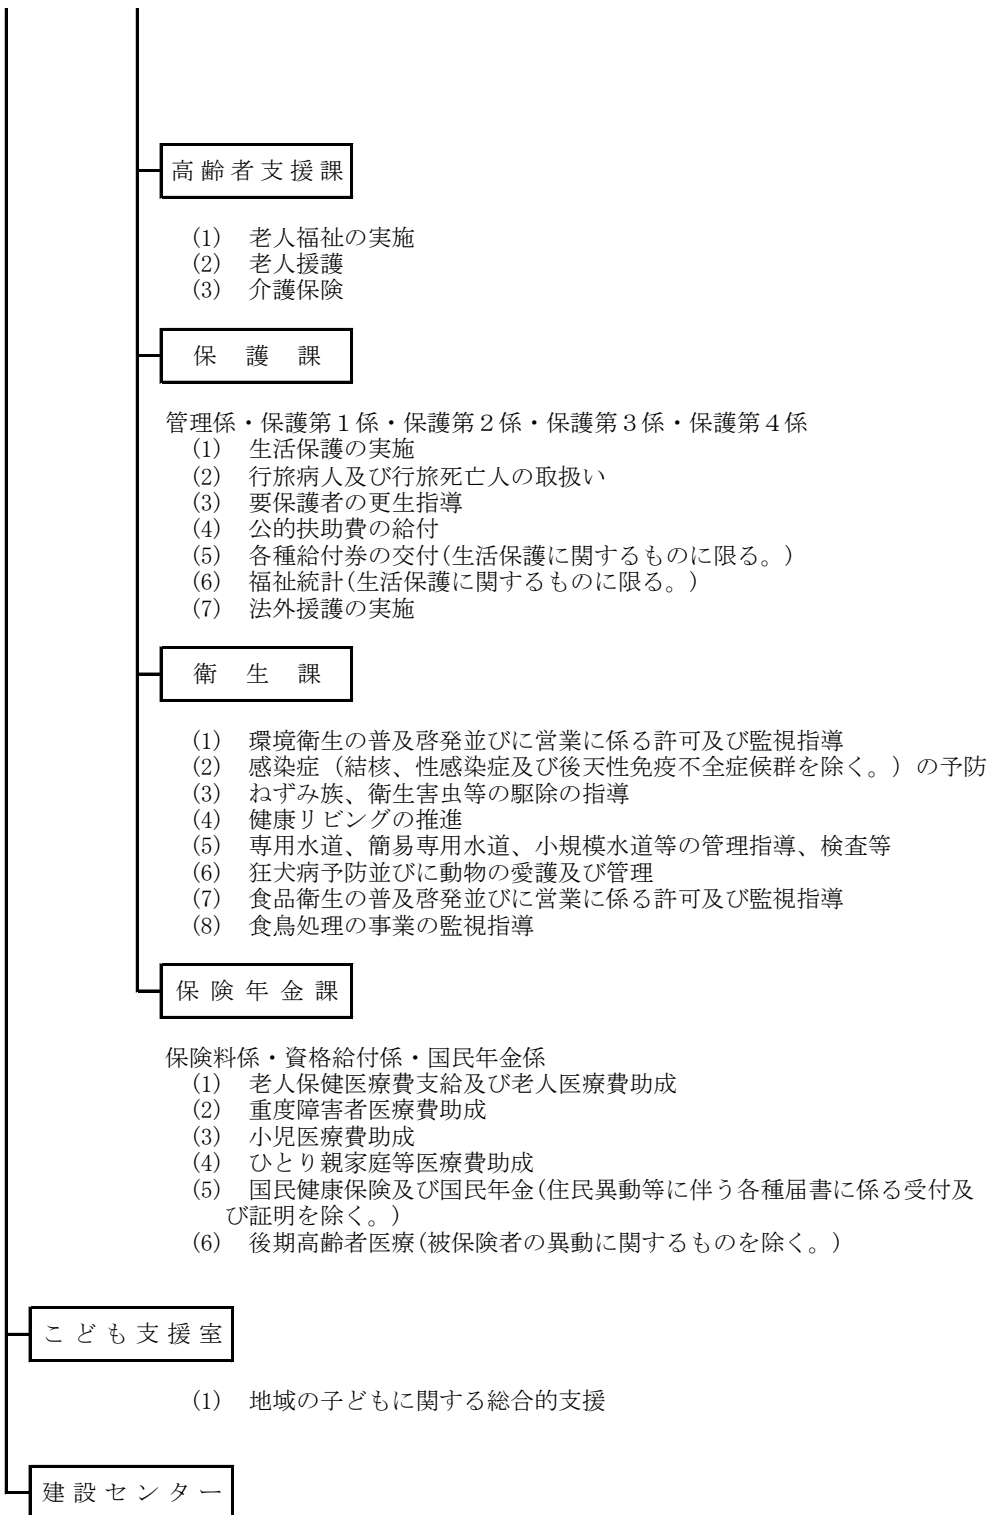 高齢者支援課
(1) 老人福祉の実施
(2) 老人援護
(3) 介護保険
保護課
管理係・保護第１係・保護第２係・保護第３係・保護第４係
(1) 生活保護の実施
(2) 行旅病人及び行旅死亡人の取扱い
(3) 要保護者の更生指導
(4) 公的扶助費の給付
(5) 各種給付券の交付(生活保護に関するものに限る。)
(6) 福祉統計(生活保護に関するものに限る。)
(7) 法外援護の実施
衛生課
(1) 環境衛生の普及啓発並びに営業に係る許可及び監視指導
(2) 感染症（結核、性感染症及び後天性免疫不全症候群を除く。）の予防
(3) ねずみ族、衛生害虫等の駆除の指導
(4) 健康リビングの推進
(5) 専用水道、簡易専用水道、小規模水道等の管理指導、検査等
(6) 狂犬病予防並びに動物の愛護及び管理
(7) 食品衛生の普及啓発並びに営業に係る許可及び監視指導
(8) 食鳥処理の事業の監視指導
保険年金課
保険料係・資格給付係・国民年金係
(1) 老人保健医療費支給及び老人医療費助成
(2) 重度障害者医療費助成
(3) 小児医療費助成
(4) ひとり親家庭等医療費助成
(5) 国民健康保険及び国民年金(住民異動等に伴う各種届書に係る受付及
び証明を除く。)
(6) 後期高齢者医療(被保険者の異動に関するものを除く。)
こども支援室
(1) 地域の子どもに関する総合的支援
建設センター